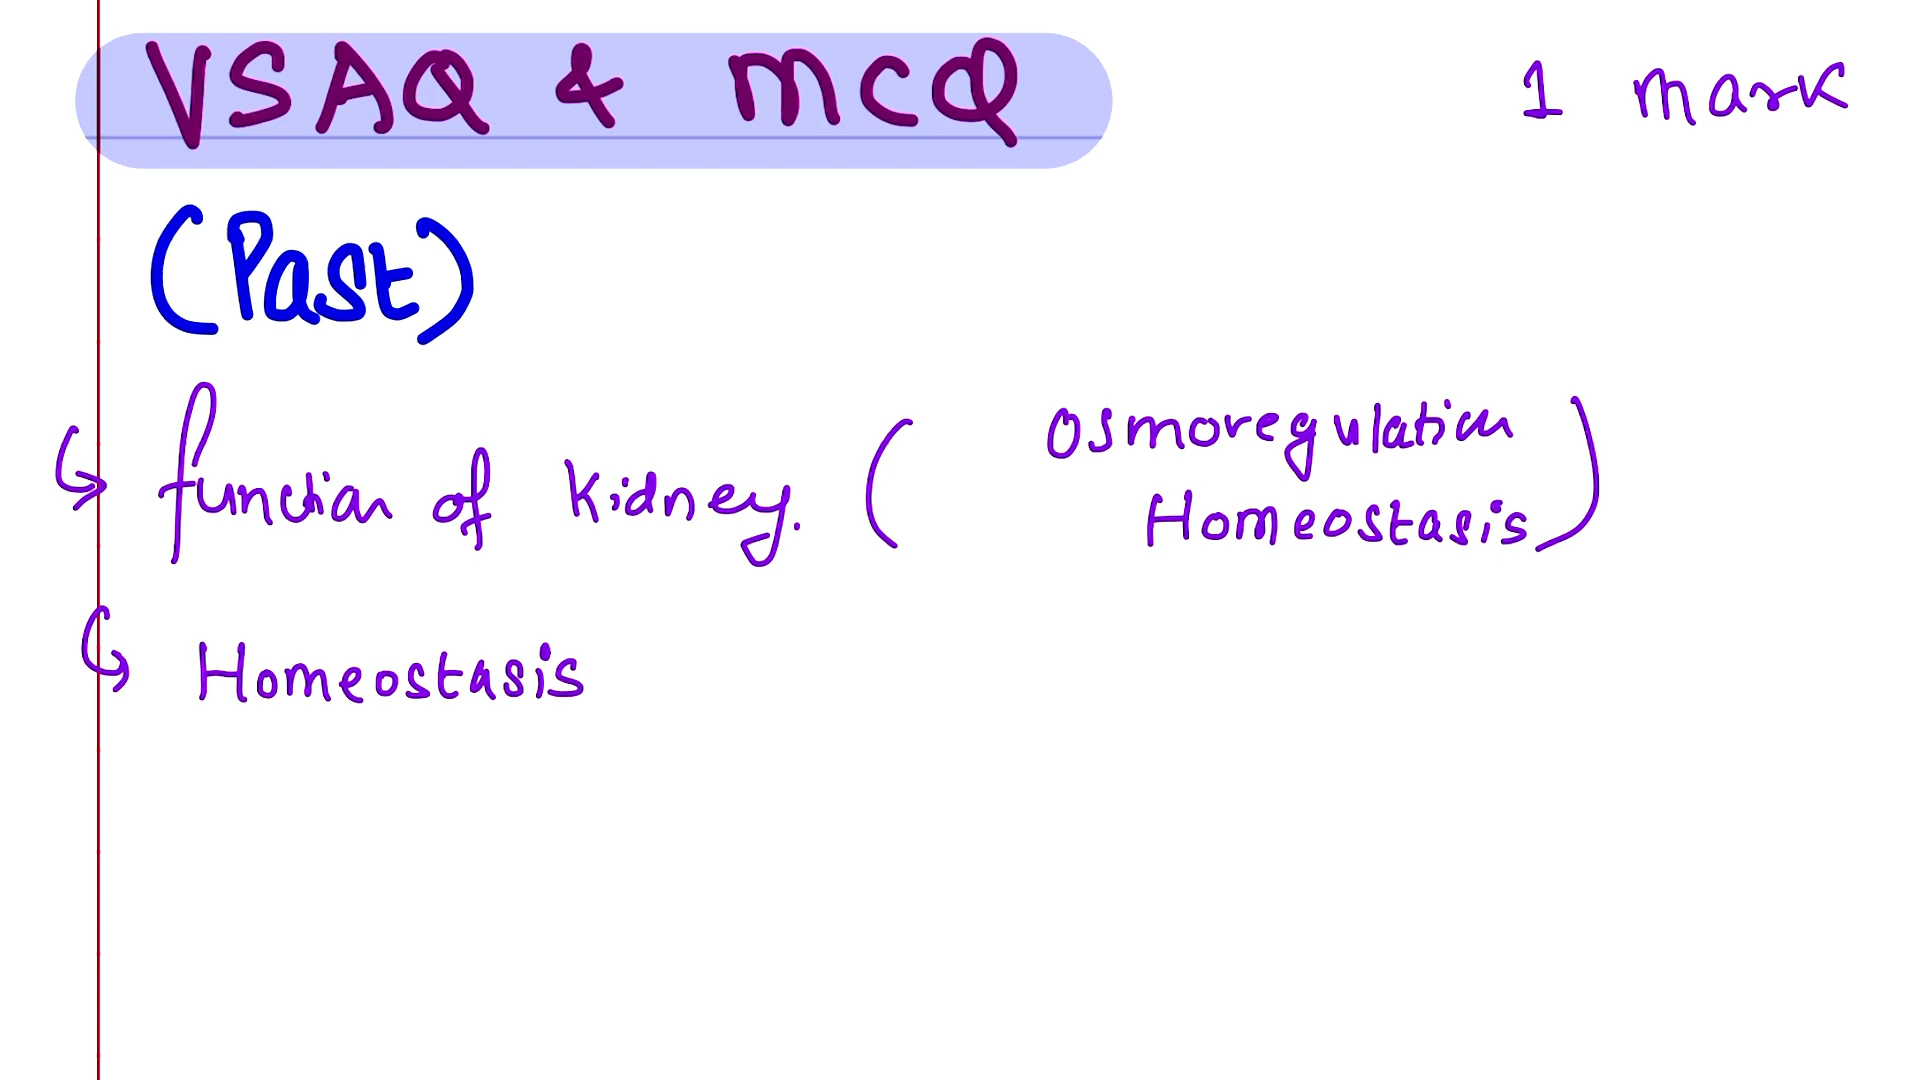 VSAQ & MCQ 1 mark
(Past)
function of kidney. ( Osmoregulation
Homeostasis)
Homeostasis